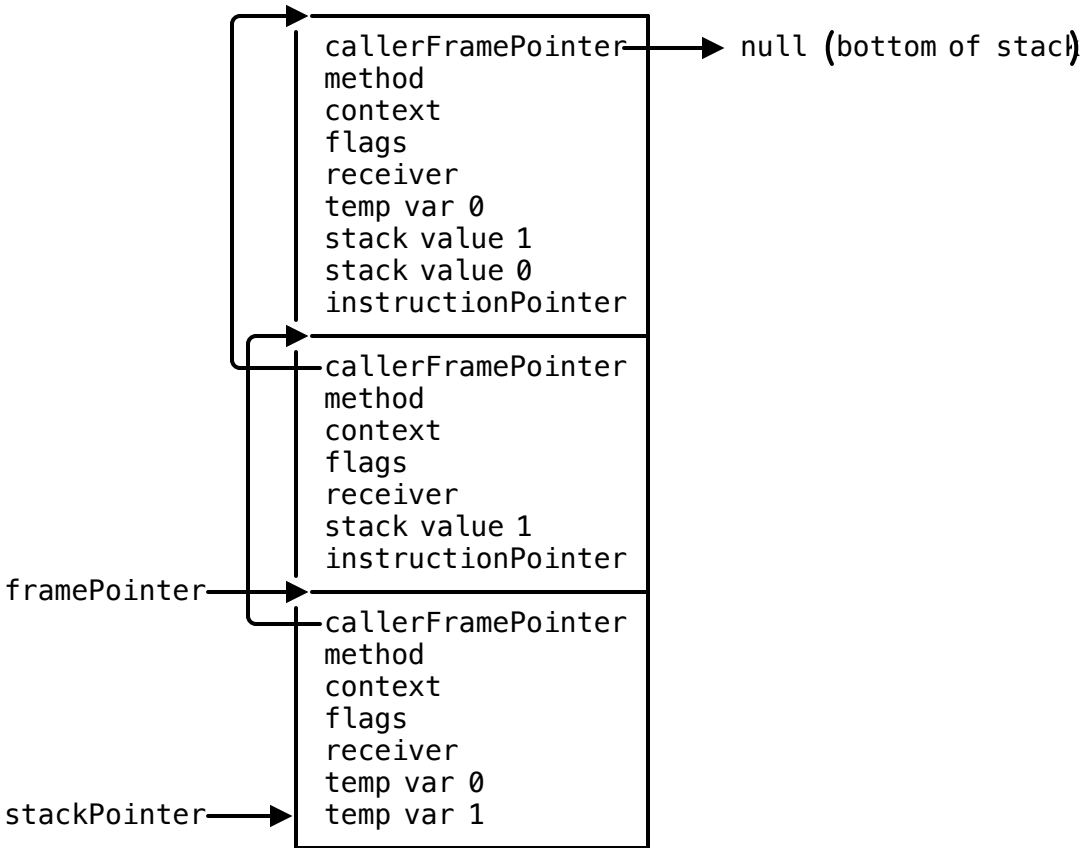 callerFramePointer null (bottom of stack)
method
context
flags
receiver
temp var 0
stack value 1
stack value 0
instructionPointer
callerFramePointer
method
context
flags
receiver
stack value 1
instructionPointer
framePointer
callerFramePointer
method
context
flags
receiver
temp var 0
stackPointer temp var 1